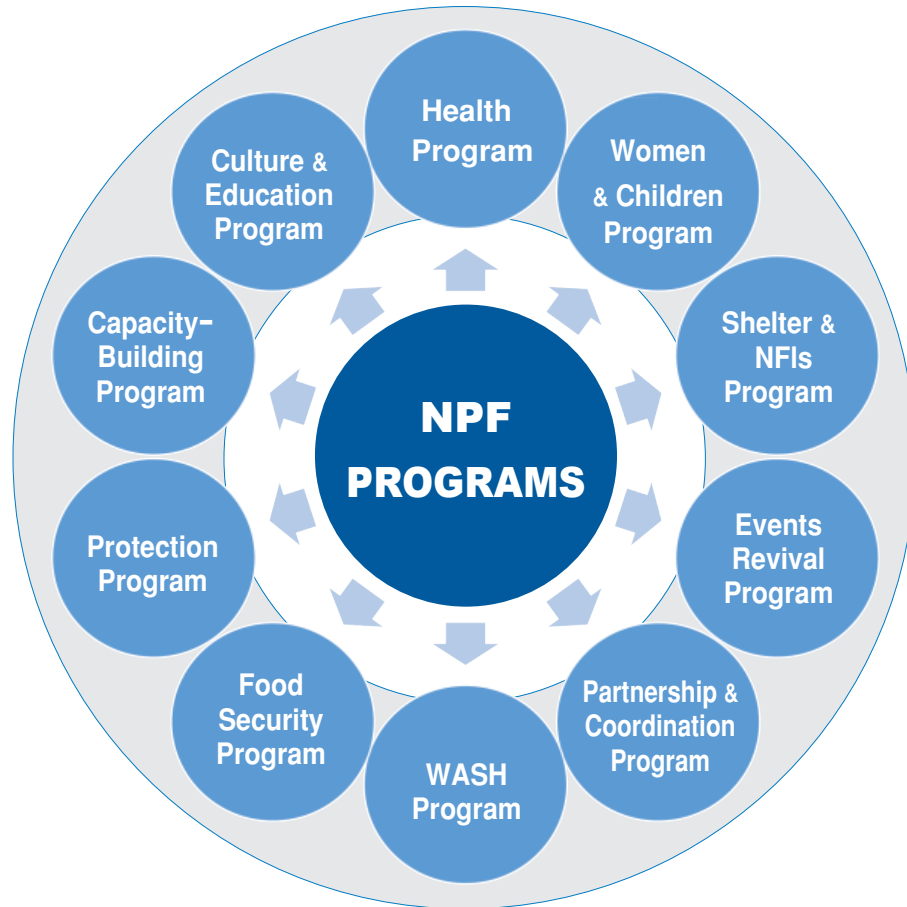 NPF
PROGRAMS
Health
Program
Women
& Children
Program
Shelter &
NFIs
Program
Events
Revival
Program
Partnership &
Coordination
Program
WASH
Program
Food
Security
Program
Protection
Program
Capacity-
Building
Program
Culture &
Education
Program